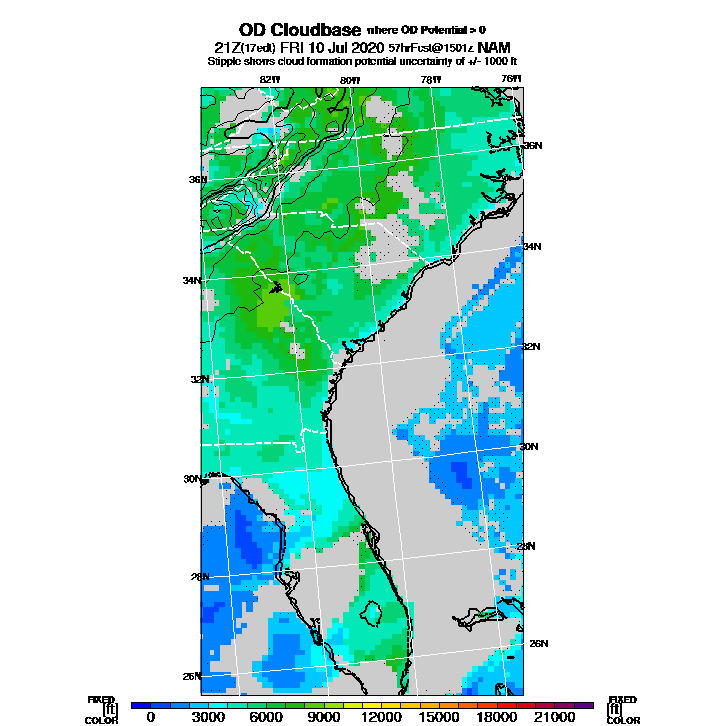 OD Cloudbase where OD Potential > 0
21Z(17edt) FRI 10 Jul 2020 57hrFcst@1501z NAM
Stipple shows cloud formation potential uncertainty of +/- 1000 ft
82W 80W 78W 76W
36N 36N
34N 34N
32N 32N
30N 30N
28N 28N
26N 26N
FIXED FIXED
[ft] 0 3000 6000 9000 12000 15000 18000 21000 [ft]
COLOR COLOR